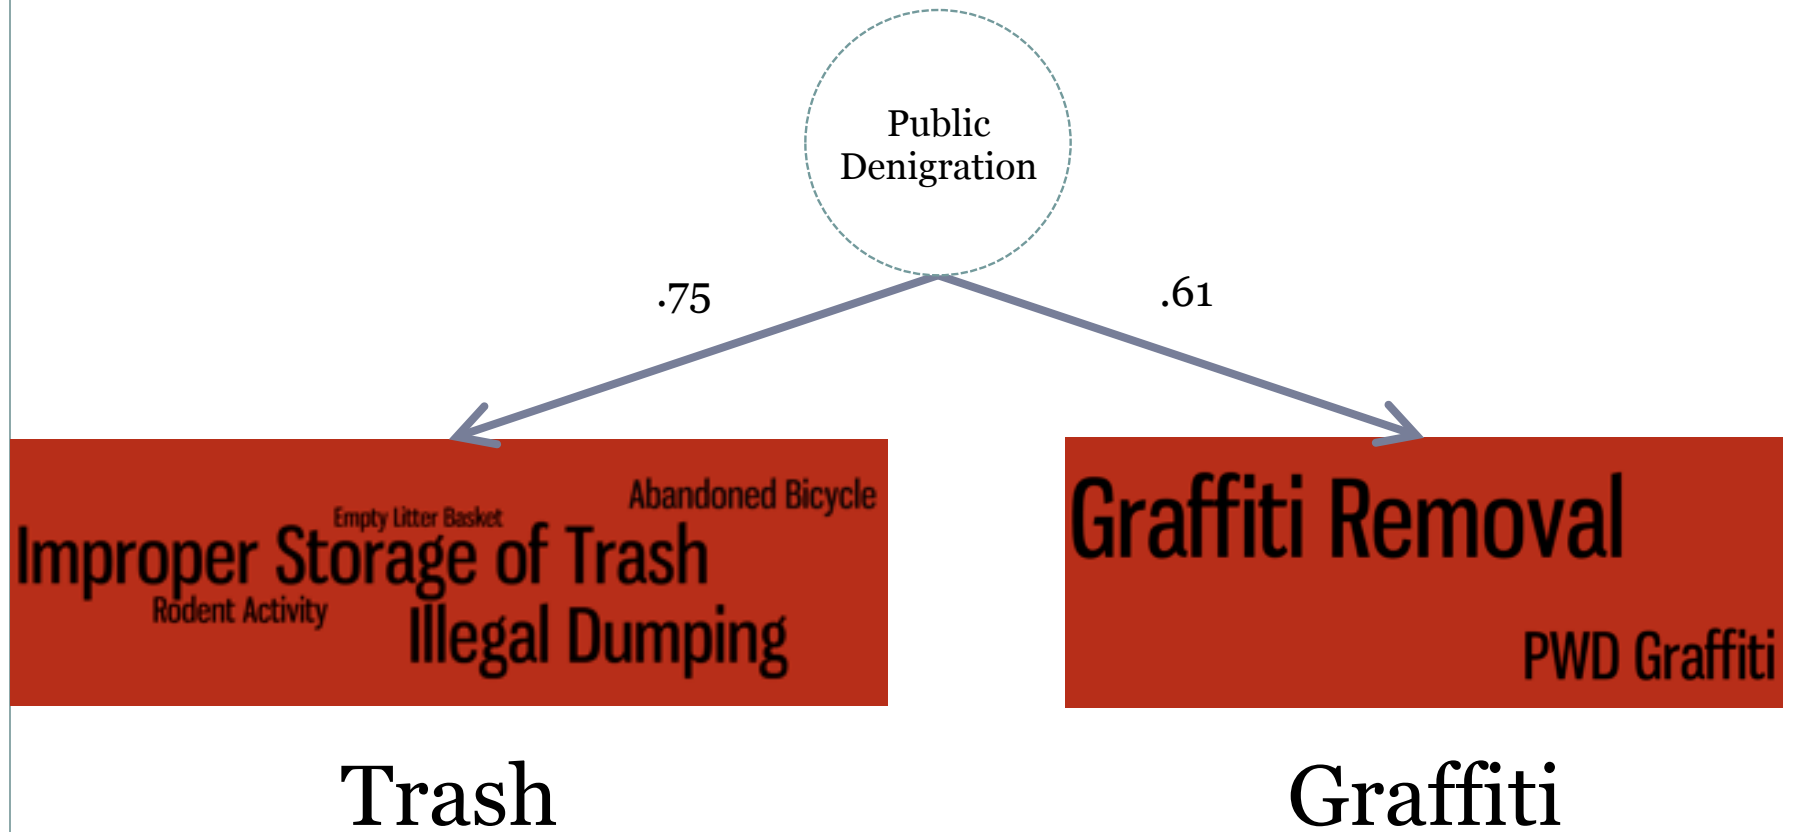 Public
Denigration
.75
.61
Abandoned Bicycle
Empty Litter Basket
Improper Storage of Trash
Rodent Activity
Illegal Dumping
Graffiti Removal
PWD Graffiti
Trash
Graffiti